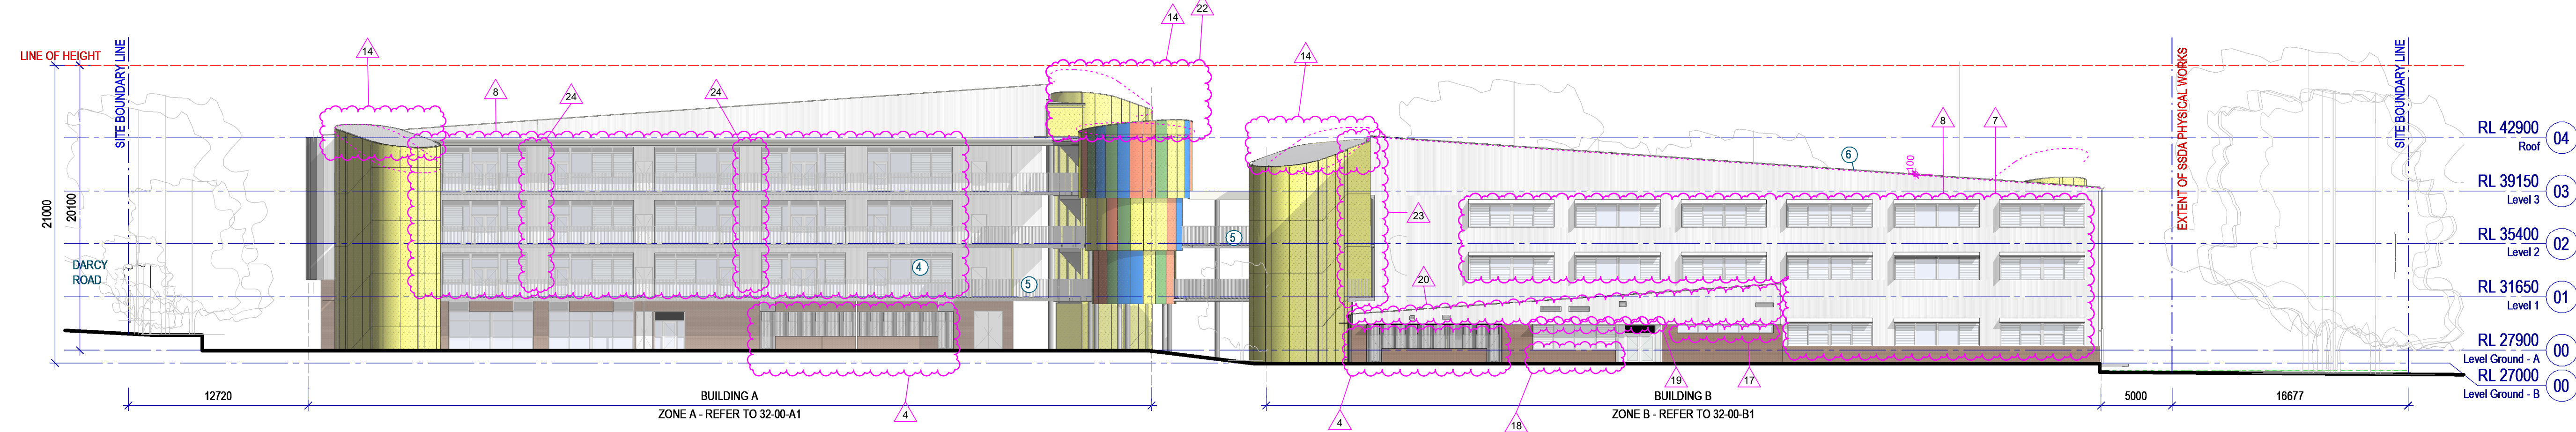 22
14
LINE OF HEIGHT
SITE BOUNDARY LINE
14
14
EXTENT OF SSDA PHYSICAL WORKS
SITE BOUNDARY LINE
8
24
24
8
7
RL 42900
Roof
04
6
100
RL 39150
Level 3
03
21000
20100
23
5
RL 35400
Level 2
02
DARCY
ROAD
4
5
20
RL 31650
Level 1
01
RL 27900
Level Ground - A
00
RL 27000
Level Ground - B
00
19
17
12720
BUILDING A
BUILDING B
5000
16677
ZONE A - REFER TO 32-00-A1
4
ZONE B - REFER TO 32-00-B1
4
18